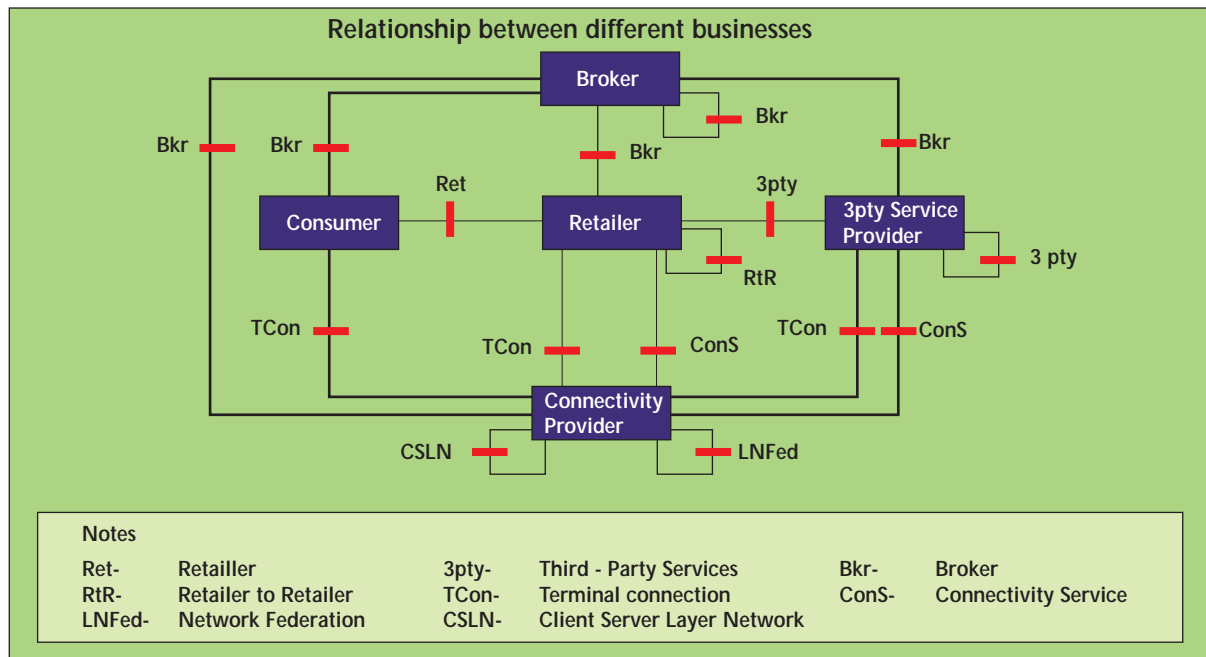 Relationship between different businesses
Broker
Bkr
Bkr
Bkr
Bkr
Bkr
Ret
3pty
Consumer
Retailer
3pty Service
Provider
RtR
3 pty
TCon
TCon
ConS
TCon
ConS
Connectivity
Provider
CSLN
LNFed
Notes
Ret- Retailler 3pty- Third - Party Services Bkr- Broker
RtR- Retailer to Retailer TCon- Terminal connection ConS- Connectivity Service
LNFed- Network Federation CSLN- Client Server Layer Network